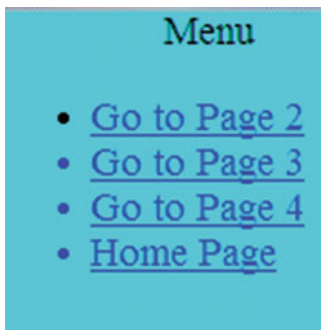 Menu
• Go to Page 2
• Go to Page 3
• Go to Page 4
• Home Page